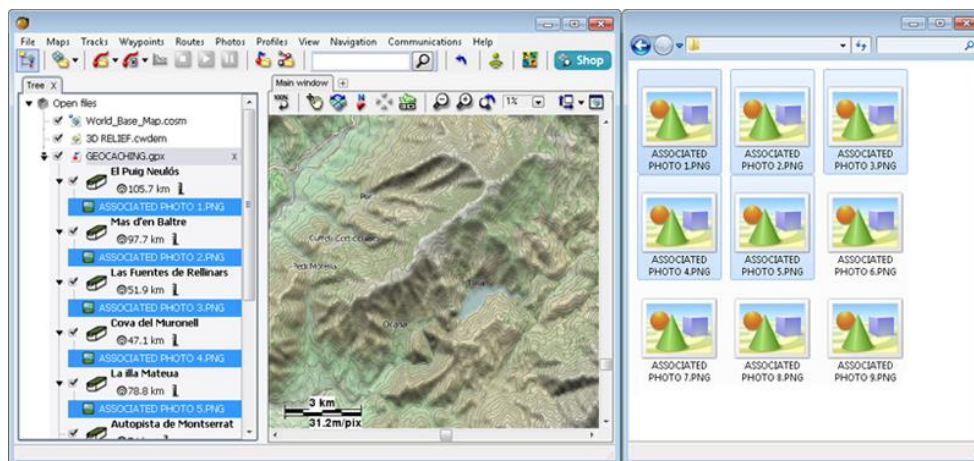 File Maps Tracks Waypoints Routes Photos Profiles View Navigation Communications Help
Shop
Tree X
Open files
World_Base_Map.cosm
3D RELIEF.cwdem
GEOCACHING.gpx x
El Puig Neulós
105.7 km
ASSOCIATED PHOTO 1.PNG
Mas d'en Baltre
97.7 km
ASSOCIATED PHOTO 2.PNG
Las Fuentes de Rellinars
51.9 km
ASSOCIATED PHOTO 3.PNG
Cova del Muronell
47.1 km
ASSOCIATED PHOTO 4.PNG
La illa Mateua
78.8 km
ASSOCIATED PHOTO 5.PNG
Autopista de Montserrat
Main window
100%
1%
3 km
31.2m/pix
ASSOCIATED PHOTO 1.PNG
ASSOCIATED PHOTO 2.PNG
ASSOCIATED PHOTO 3.PNG
ASSOCIATED PHOTO 4.PNG
ASSOCIATED PHOTO 5.PNG
ASSOCIATED PHOTO 6.PNG
ASSOCIATED PHOTO 7.PNG
ASSOCIATED PHOTO 8.PNG
ASSOCIATED PHOTO 9.PNG